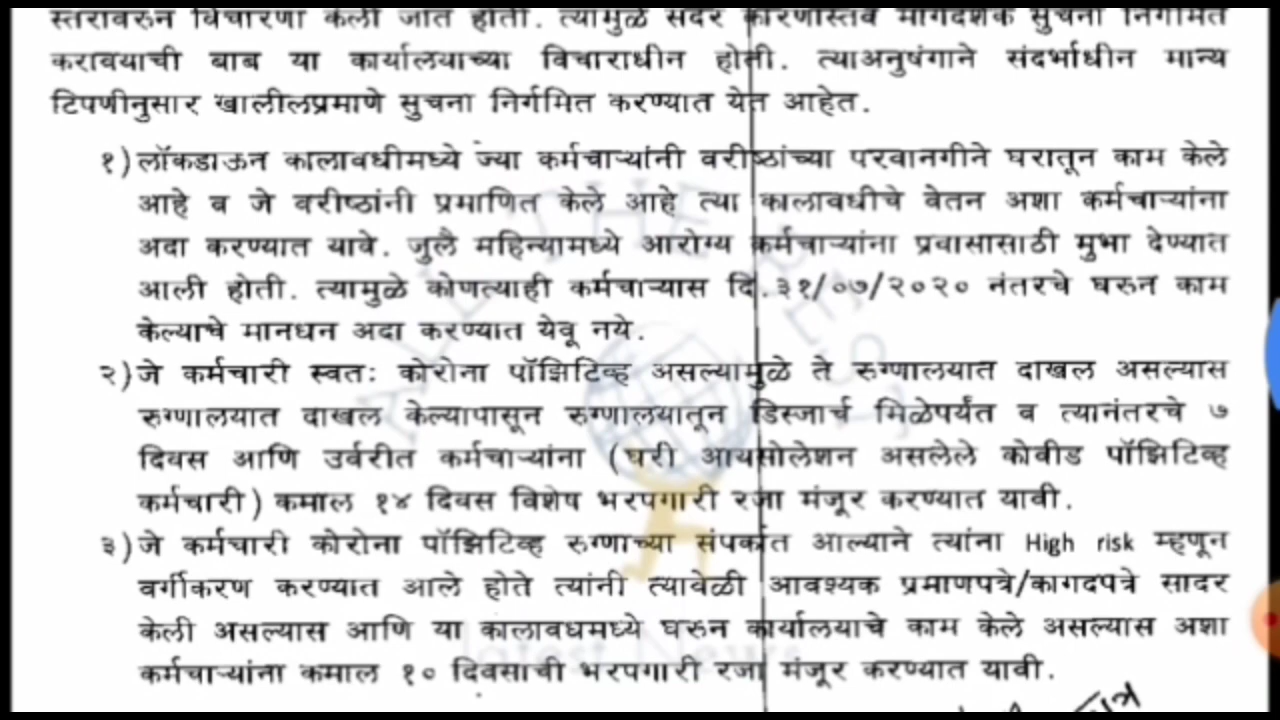 स्तरावरुन विचारणा केली जात होती. त्यामुळे सदर कारणास्तव मार्गदर्शक सुचना निर्गमित
करावयाची बाब या कार्यालयाच्या विचाराधीन होती. त्याअनुषंगाने संदर्भाधीन मान्य
टिपणीनुसार खालीलप्रमाणे सुचना निर्गमित करण्यात येत आहेत.
१) लॉकडाऊन कालावधीमध्ये ज्या कर्मचाऱ्यांनी वरीष्ठांच्या परवानगीने घरातून काम केले
आहे व जे वरीष्ठांनी प्रमाणित केले आहे त्या कालावधीचे वेतन अशा कर्मचाऱ्यांना
अदा करण्यात यावे. जुलै महिन्यामध्ये आरोग्य कर्मचाऱ्यांना प्रवासासाठी मुभा देण्यात
आली होती. त्यामुळे कोणत्याही कर्मचाऱ्यास दि.३१/०७/२०२० नंतरचे घरुन काम
केल्याचे मानधन अदा करण्यात येवू नये.
२) जे कर्मचारी स्वतः कोरोना पॉझिटिव्ह असल्यामुळे ते रुग्णालयात दाखल असल्यास
रुग्णालयात दाखल केल्यापासून रुग्णालयातून डिस्जार्च मिळेपर्यंत व त्यानंतरचे ७
दिवस आणि उर्वरीत कर्मचाऱ्यांना (घरी आयसोलेशन असलेले कोवीड पॉझिटिव्ह
कर्मचारी) कमाल १४ दिवस विशेष भरपगारी रजा मंजूर करण्यात यावी.
३) जे कर्मचारी कोरोना पॉझिटिव्ह रुग्णाच्या संपर्कात आल्याने त्यांना High risk म्हणून
वर्गीकरण करण्यात आले होते त्यांनी त्यावेळी आवश्यक प्रमाणपत्रे/कागदपत्रे सादर
केली असल्यास आणि या कालावधमध्ये घरुन कार्यालयाचे काम केले असल्यास अशा
कर्मचाऱ्यांना कमाल १० दिवसाची भरपगारी रजा मंजूर करण्यात यावी.